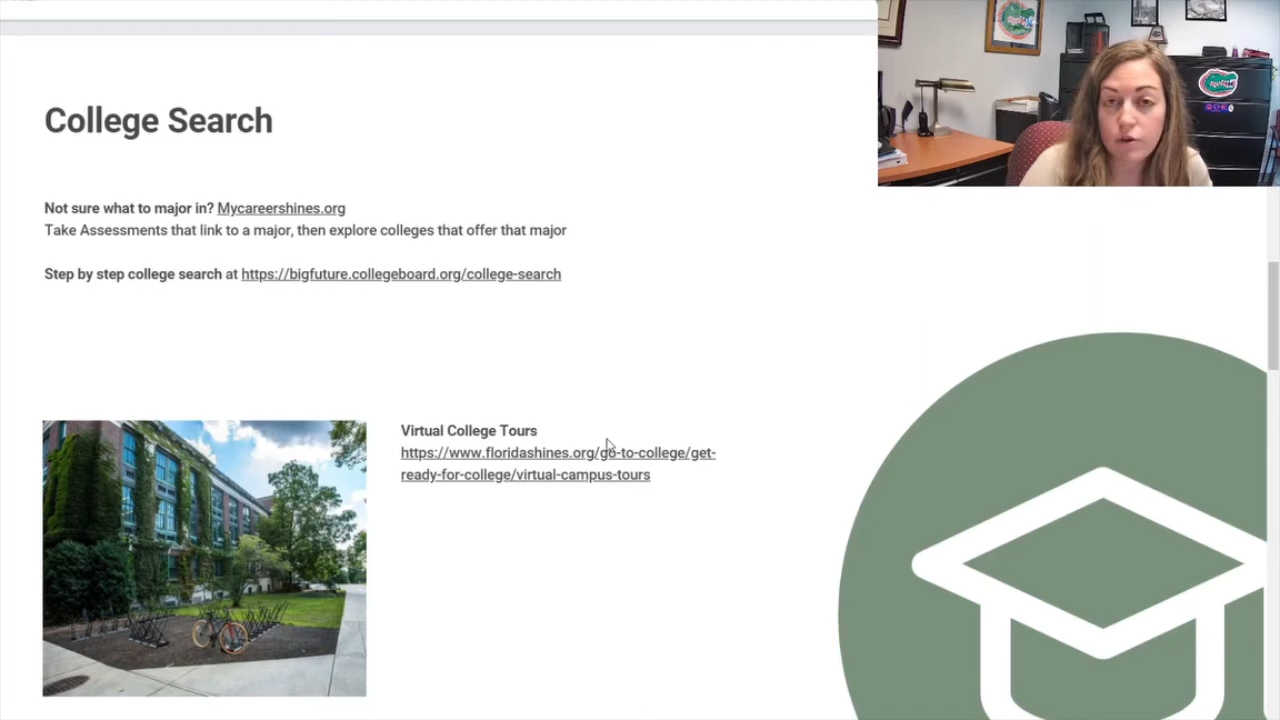 College Search
Not sure what to major in? Mycareershines.org
Take Assessments that link to a major, then explore colleges that offer that major
Step by step college search at https://bigfuture.collegeboard.org/college-search
Virtual College Tours
https://www.floridashines.org/go-to-college/get-
ready-for-college/virtual-campus-tours